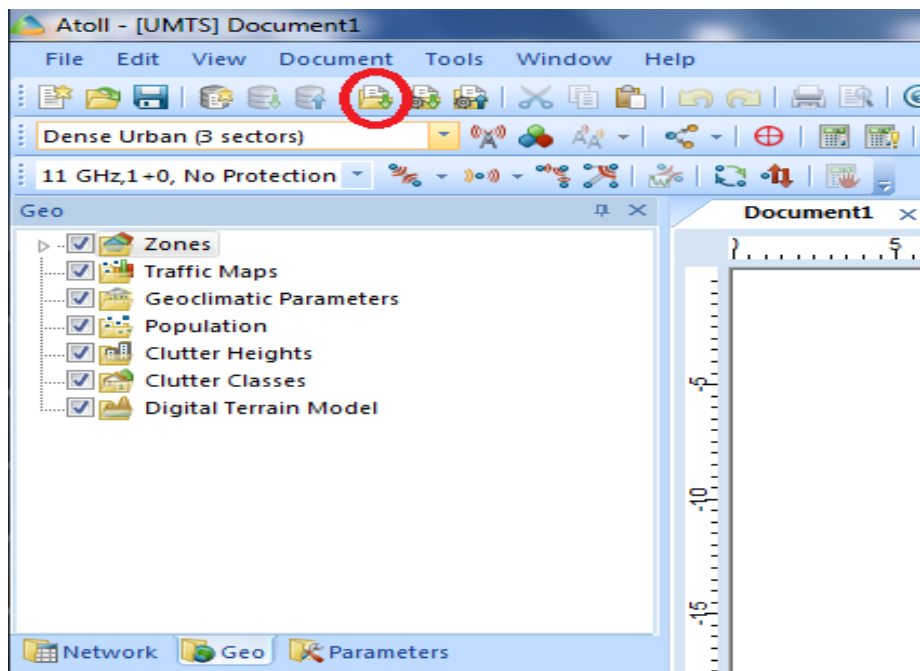 Atoll - [UMTS] Document1
File Edit View Document Tools Window Help
Dense Urban (3 sectors)
11 GHz,1+0, No Protection
Geo
Document1
Zones
Traffic Maps
Geoclimatic Parameters
Population
Clutter Heights
Clutter Classes
Digital Terrain Model
5
-5
-10
-15
Network Geo Parameters